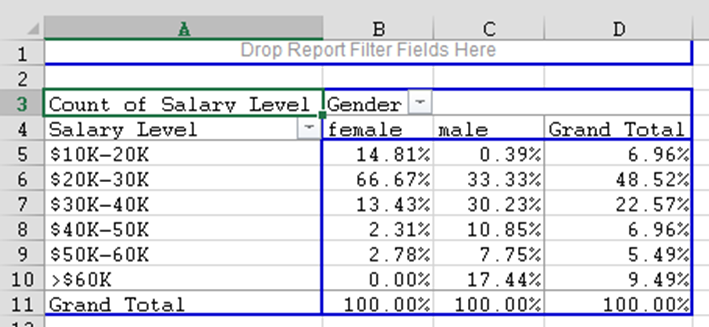 A B C D
1 Drop Report Filter Fields Here
2
3 Count of Salary Level Gender
4 Salary Level female male Grand Total
5 $10K–20K 14.81% 0.39% 6.96%
6 $20K–30K 66.67% 33.33% 48.52%
7 $30K–40K 13.43% 30.23% 22.57%
8 $40K–50K 2.31% 10.85% 6.96%
9 $50K–60K 2.78% 7.75% 5.49%
10 >$60K 0.00% 17.44% 9.49%
11 Grand Total 100.00% 100.00% 100.00%